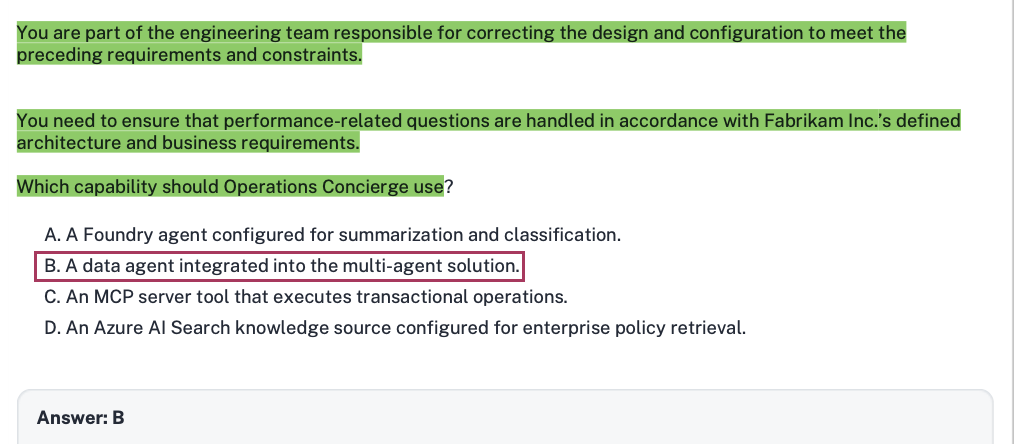 You are part of the engineering team responsible for correcting the design and configuration to meet the
preceding requirements and constraints.
You need to ensure that performance-related questions are handled in accordance with Fabrikam Inc.'s defined
architecture and business requirements.
Which capability should Operations Concierge use?
A. A Foundry agent configured for summarization and classification.
B. A data agent integrated into the multi-agent solution.
C. An MCP server tool that executes transactional operations.
D. An Azure AI Search knowledge source configured for enterprise policy retrieval.
Answer: B